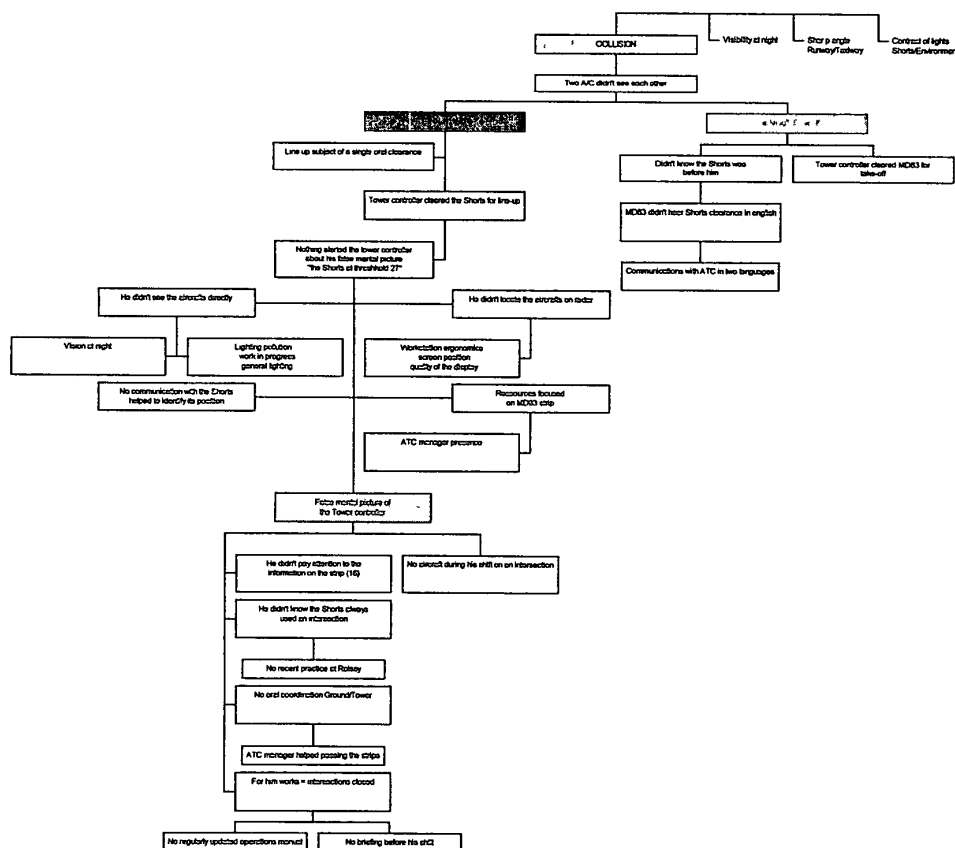 COLLISION
Visibility at night
Sharp angle
Runway/Taxiway
Contrast of lights
Shorts/Environment
Two A/C didn't see each other
Line up subject of a single oral clearance
Didn't know the Shorts was
before him
Tower controller cleared MD83 for
take-off
Tower controller cleared the Shorts for line-up
MD83 didn't hear Shorts clearance in english
Nothing alerted the tower controller
about his false mental picture
"the Shorts at threshhold 27"
Communications with ATC in two languages
He didn't see the aircrafts directly
He didn't locate the aircrafts on radar
Vision at night
Lighting pollution
work in progress
general lighting
Workstation ergonomics
screen position
quality of the display
No communication with the Shorts
helped to identify its position
Ressources focused
on MD83 strip
ATC manager presence
False mental picture of
the Tower controller
He didn't pay attention to the
information on the strip (16)
No aircraft during his shift on an intersection
He didn't know the Shorts always
used an intersection
No recent practice at Roissy
No oral coordination Ground/Tower
ATC manager helped passing the strips
For him works = intersections closed
No regularly updated operations manual
No briefing before his shift